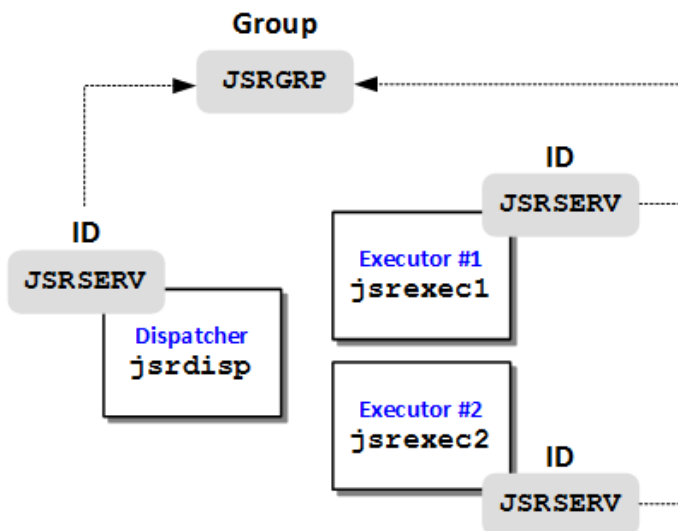 Group
JSRGRP
ID
JSRSERV
Executor #1
jsrexec1
ID
JSRSERV
Dispatcher
jsrdisp
Executor #2
jsrexec2
ID
JSRSERV